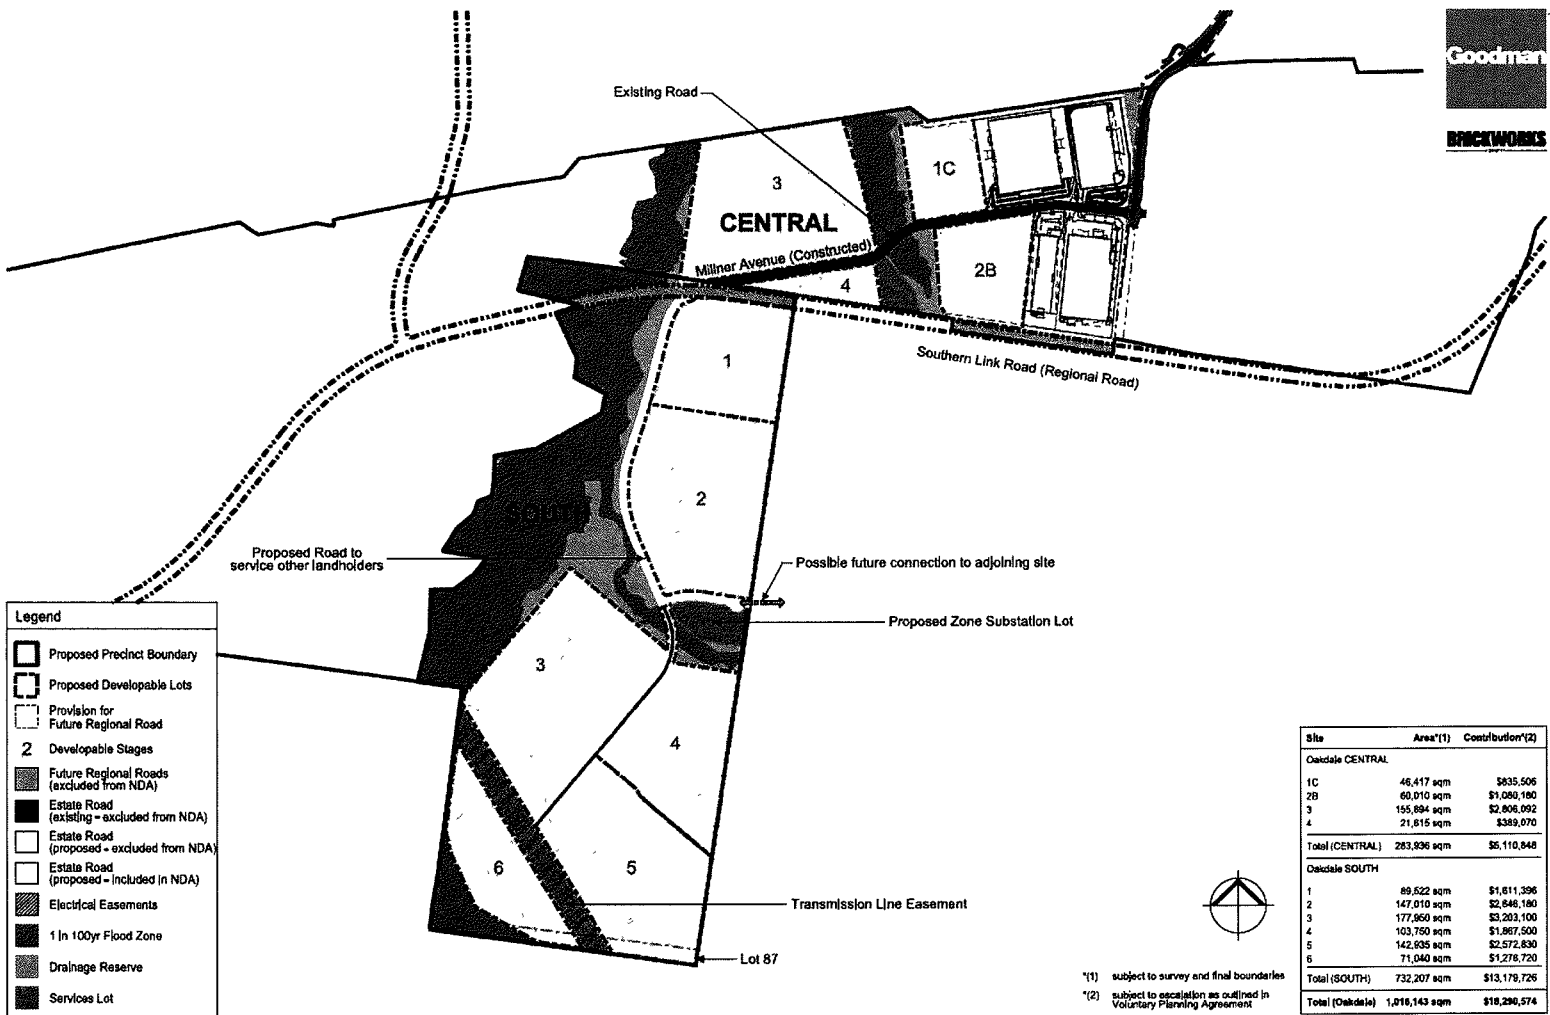 Goodman
BRICKWORKS
Existing Road
1C
3
CENTRAL
Millner Avenue (Constructed)
2B
4
Southern Link Road (Regional Road)
1
2
SOUTH
Proposed Road to
service other landholders
Possible future connection to adjoining site
Proposed Zone Substation Lot
3
4
5
6
Transmission Line Easement
Lot 87
Legend
Proposed Precinct Boundary
Proposed Developable Lots
Provision for
Future Regional Road
2 Developable Stages
Future Regional Roads
(excluded from NDA)
Estate Road
(existing - excluded from NDA)
Estate Road
(proposed - excluded from NDA)
Estate Road
(proposed - included in NDA)
Electrical Easements
1 in 100yr Flood Zone
Drainage Reserve
Services Lot
Site Area*(1) Contribution*(2)
Oakdale CENTRAL
1C 46,417 sqm $835,506
2B 60,010 sqm $1,080,180
3 155,894 sqm $2,806,092
4 21,615 sqm $389,070
Total (CENTRAL) 283,936 sqm $5,110,848
Oakdale SOUTH
1 89,522 sqm $1,611,396
2 147,010 sqm $2,646,180
3 177,950 sqm $3,203,100
4 103,750 sqm $1,867,500
5 142,935 sqm $2,572,830
6 71,040 sqm $1,278,720
Total (SOUTH) 732,207 sqm $13,179,726
Total (Oakdale) 1,016,143 sqm $18,290,574
*(1) subject to survey and final boundaries
*(2) subject to escalation as outlined in
Voluntary Planning Agreement